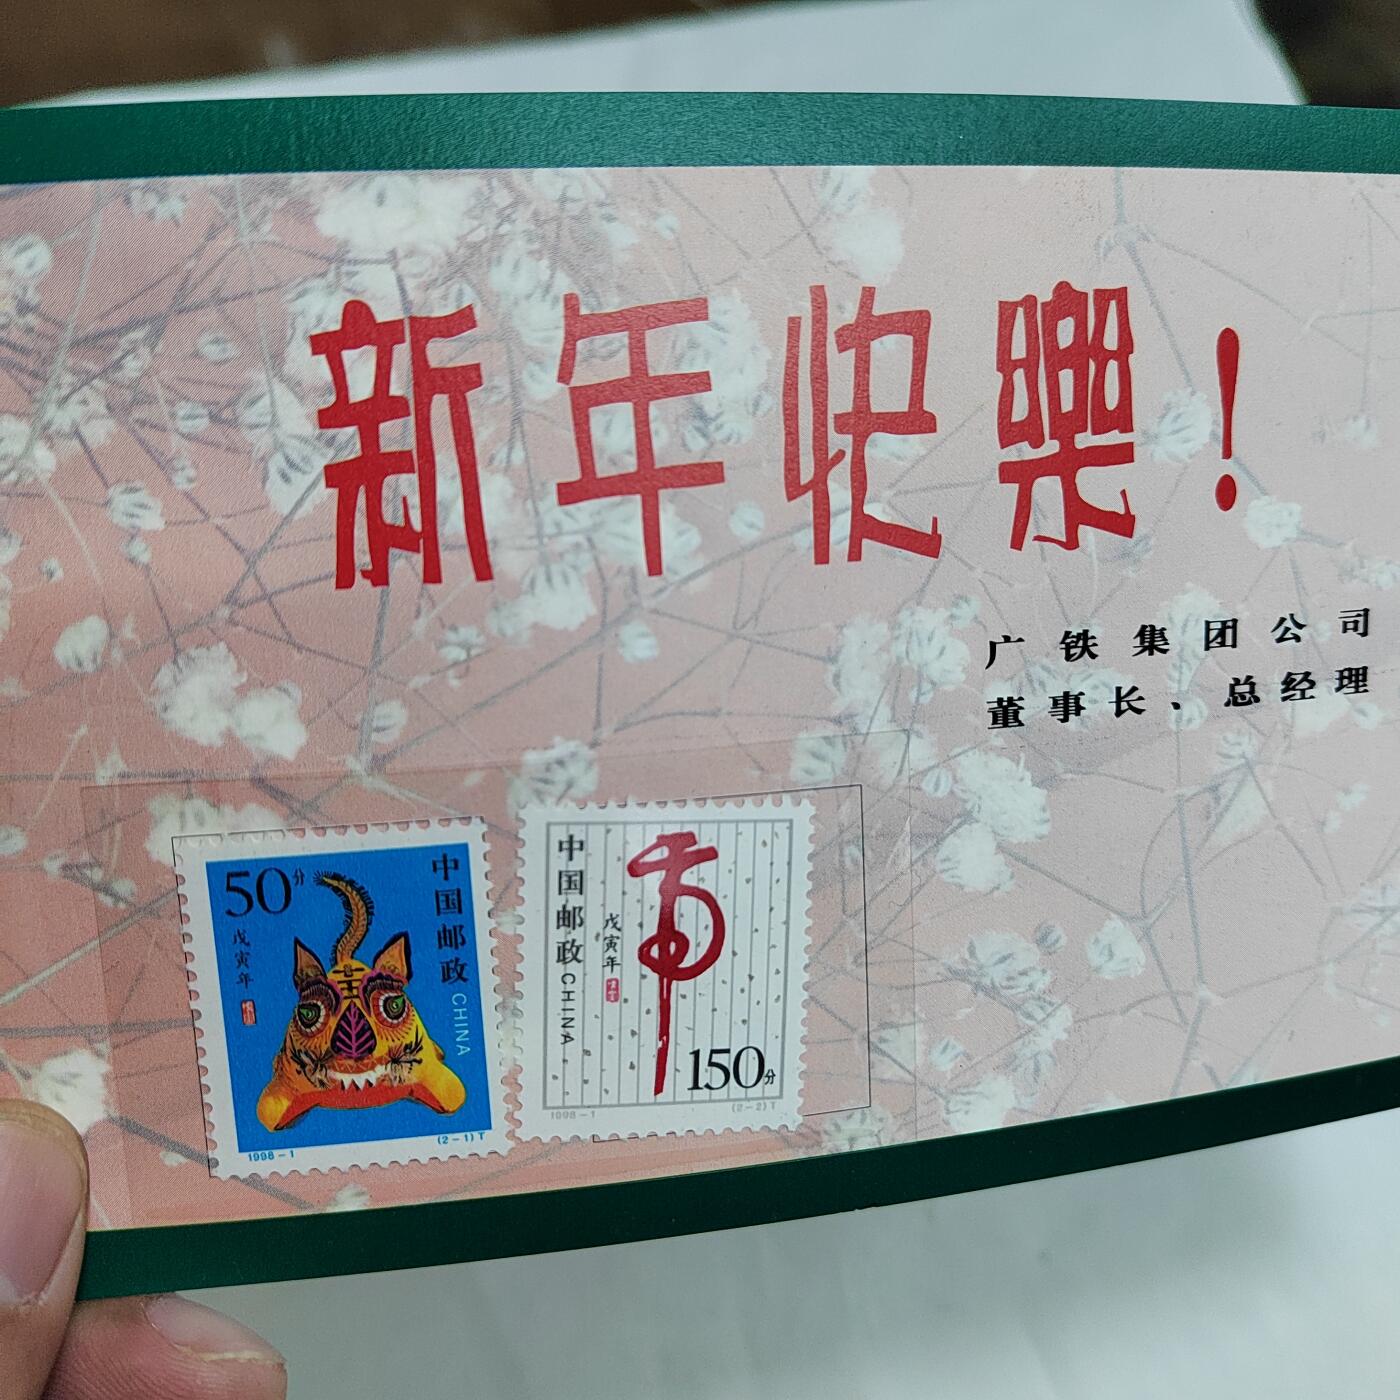 新年快樂！
广铁集团公司
董事长、总经理
50分
戊寅年
中国邮政
CHINA
1998-1
(2-1)T
中国邮政
CHINA
戊寅年
虎
150分
1998-1
(2-2)T